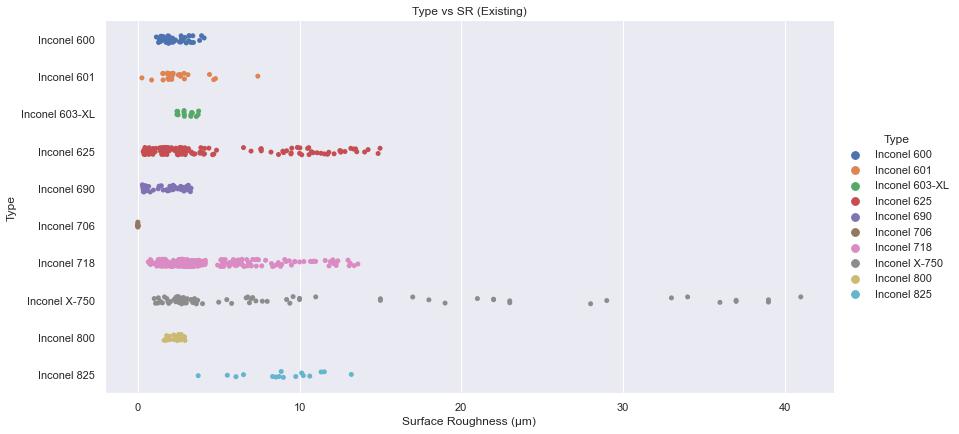 Type vs SR (Existing)
Type
Inconel 600
Inconel 601
Inconel 603-XL
Inconel 625
Inconel 690
Inconel 706
Inconel 718
Inconel X-750
Inconel 800
Inconel 825
0 10 20 30 40
Surface Roughness (μm)
Type
Inconel 600
Inconel 601
Inconel 603-XL
Inconel 625
Inconel 690
Inconel 706
Inconel 718
Inconel X-750
Inconel 800
Inconel 825